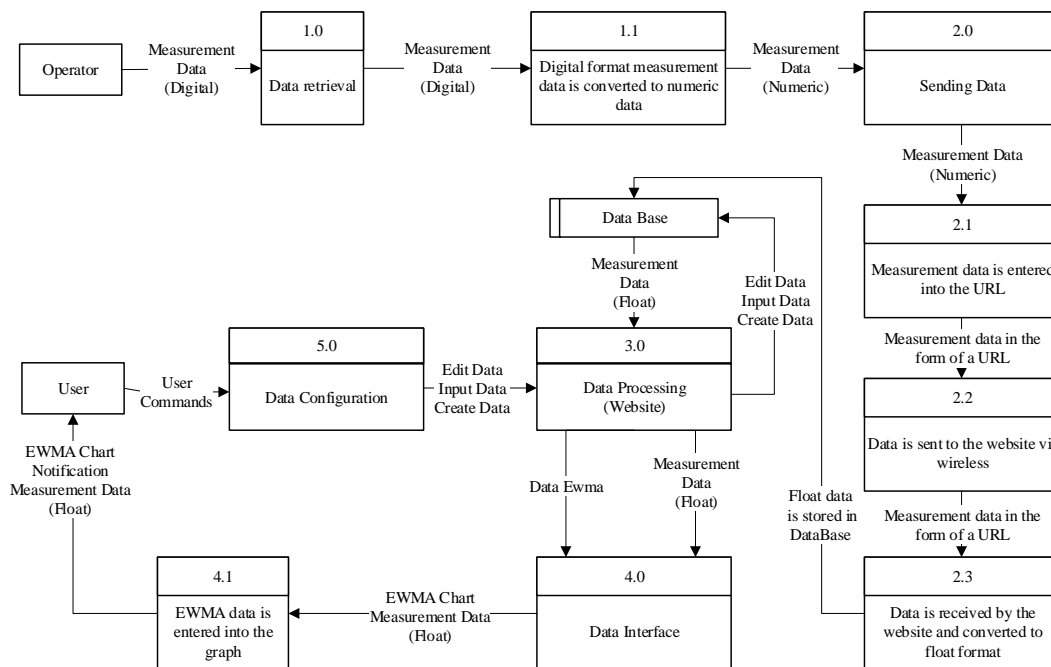 Operator
Measurement
Data
(Digital)
1.0
Data retrieval
Measurement
Data
(Digital)
1.1
Digital format measurement
data is converted to numeric
data
Measurement
Data
(Numeric)
2.0
Sending Data
Measurement Data
(Numeric)
2.1
Measurement data is entered
into the URL
Measurement data in the
form of a URL
2.2
Data is sent to the website vi
wireless
Measurement data in the
form of a URL
2.3
Data is received by the
website and converted to
float format
Float data
is stored in
DataBase
Data Base
Measurement
Data
(Float)
Edit Data
Input Data
Create Data
User
User
Commands
5.0
Data Configuration
Edit Data
Input Data
Create Data
3.0
Data Processing
(Website)
Data Ewma
Measurement
Data
(Float)
4.0
Data Interface
EWMA Chart
Measurement Data
(Float)
4.1
EWMA data is
entered into the
graph
EWMA Chart
Notification
Measurement Data
(Float)